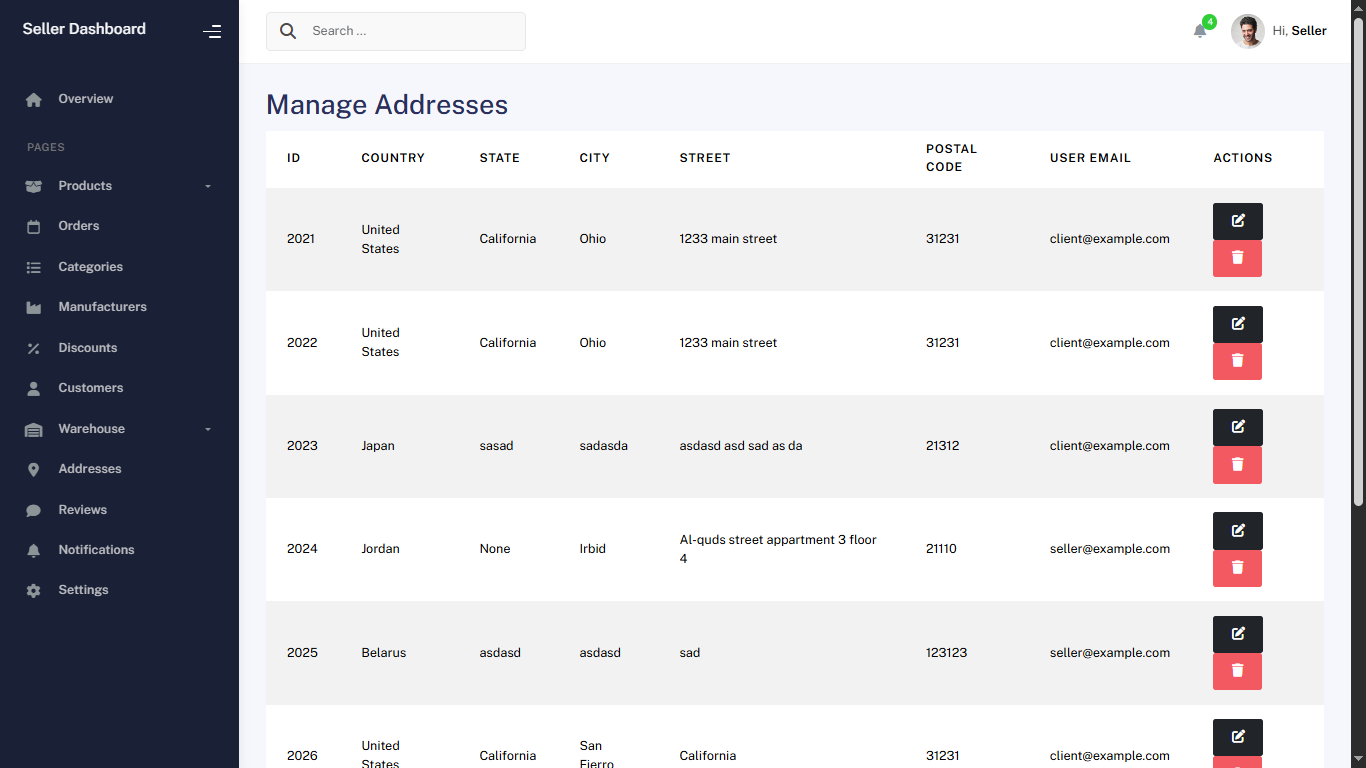 Seller Dashboard
Search ...
4
Hi, Seller
Overview
PAGES
Products
Orders
Categories
Manufacturers
Discounts
Customers
Warehouse
Addresses
Reviews
Notifications
Settings
Manage Addresses
ID COUNTRY STATE CITY STREET POSTAL CODE USER EMAIL ACTIONS
2021 United States California Ohio 1233 main street 31231 client@example.com
2022 United States California Ohio 1233 main street 31231 client@example.com
2023 Japan sasad sadasda asdasd asd sad as da 21312 client@example.com
2024 Jordan None Irbid Al-quds street appartment 3 floor 4 21110 seller@example.com
2025 Belarus asdasd asdasd sad 123123 seller@example.com
2026 United States California San Fierro California 31231 client@example.com